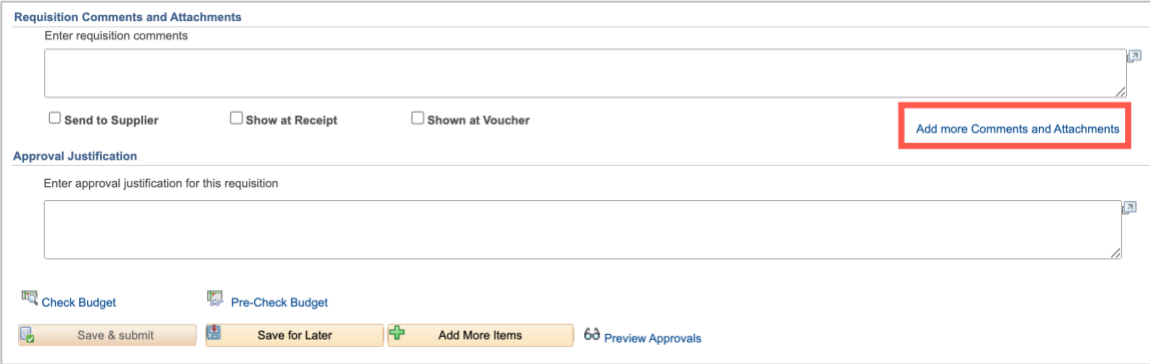 Requisition Comments and Attachments
Enter requisition comments
Send to Supplier
Show at Receipt
Shown at Voucher
Add more Comments and Attachments
Approval Justification
Enter approval justification for this requisition
Check Budget
Pre-Check Budget
Save & submit
Save for Later
Add More Items
Preview Approvals